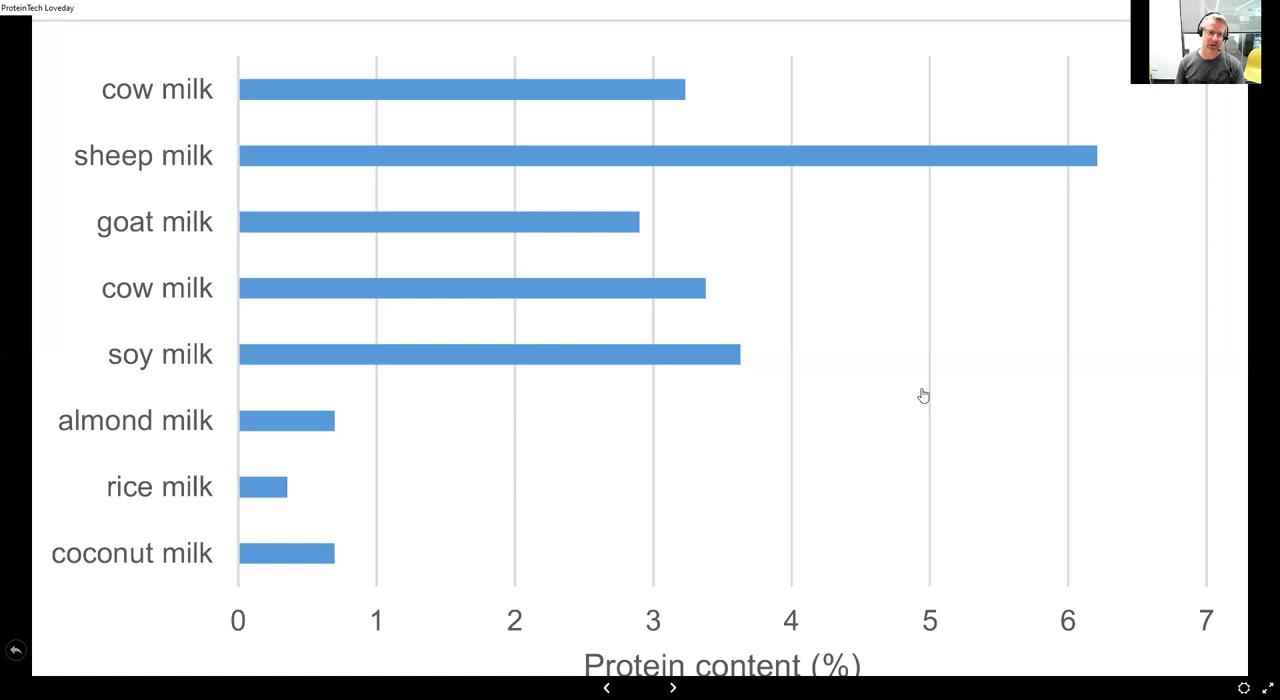 ProteinTech Loveday
cow milk
sheep milk
goat milk
cow milk
soy milk
almond milk
rice milk
coconut milk
0 1 2 3 4 5 6 7
Protein content (%)